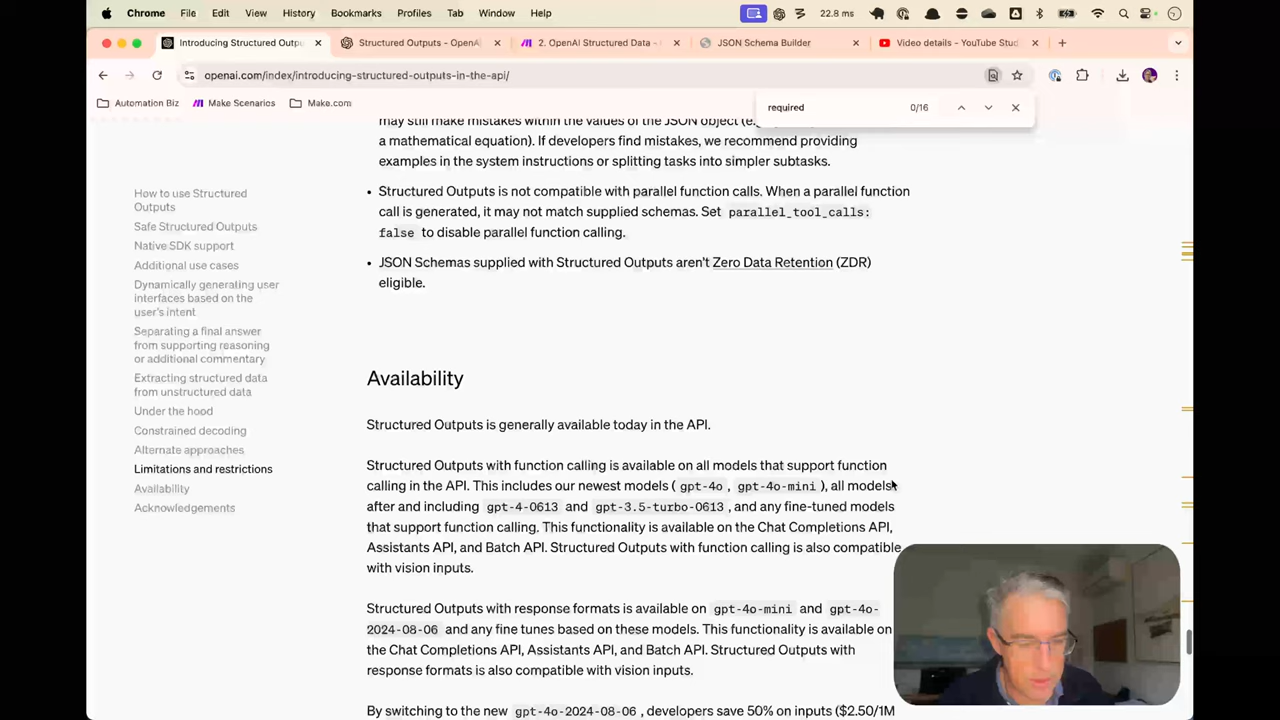 Chrome File Edit View History Bookmarks Profiles Tab Window Help 22.8 ms
Introducing Structured Outpu Structured Outputs - OpenAI 2. OpenAI Structured Data - JSON Schema Builder Video details - YouTube Stud
openai.com/index/introducing-structured-outputs-in-the-api/
Automation Biz Make Scenarios Make.com
required 0/16
may still make mistakes within the values of the JSON object (e.g.
a mathematical equation). If developers find mistakes, we recommend providing
examples in the system instructions or splitting tasks into simpler subtasks.
• Structured Outputs is not compatible with parallel function calls. When a parallel function
call is generated, it may not match supplied schemas. Set parallel_tool_calls:
false to disable parallel function calling.
• JSON Schemas supplied with Structured Outputs aren't Zero Data Retention (ZDR)
eligible.
How to use Structured
Outputs
Safe Structured Outputs
Native SDK support
Additional use cases
Dynamically generating user
interfaces based on the
user's intent
Separating a final answer
from supporting reasoning
or additional commentary
Extracting structured data
from unstructured data
Under the hood
Constrained decoding
Alternate approaches
Limitations and restrictions
Availability
Acknowledgements
Availability
Structured Outputs is generally available today in the API.
Structured Outputs with function calling is available on all models that support function
calling in the API. This includes our newest models ( gpt-4o , gpt-4o-mini ), all models
after and including gpt-4-0613 and gpt-3.5-turbo-0613 , and any fine-tuned models
that support function calling. This functionality is available on the Chat Completions API,
Assistants API, and Batch API. Structured Outputs with function calling is also compatible
with vision inputs.
Structured Outputs with response formats is available on gpt-4o-mini and gpt-4o-
2024-08-06 and any fine tunes based on these models. This functionality is available on
the Chat Completions API, Assistants API, and Batch API. Structured Outputs with
response formats is also compatible with vision inputs.
By switching to the new gpt-4o-2024-08-06 , developers save 50% on inputs ($2.50/1M